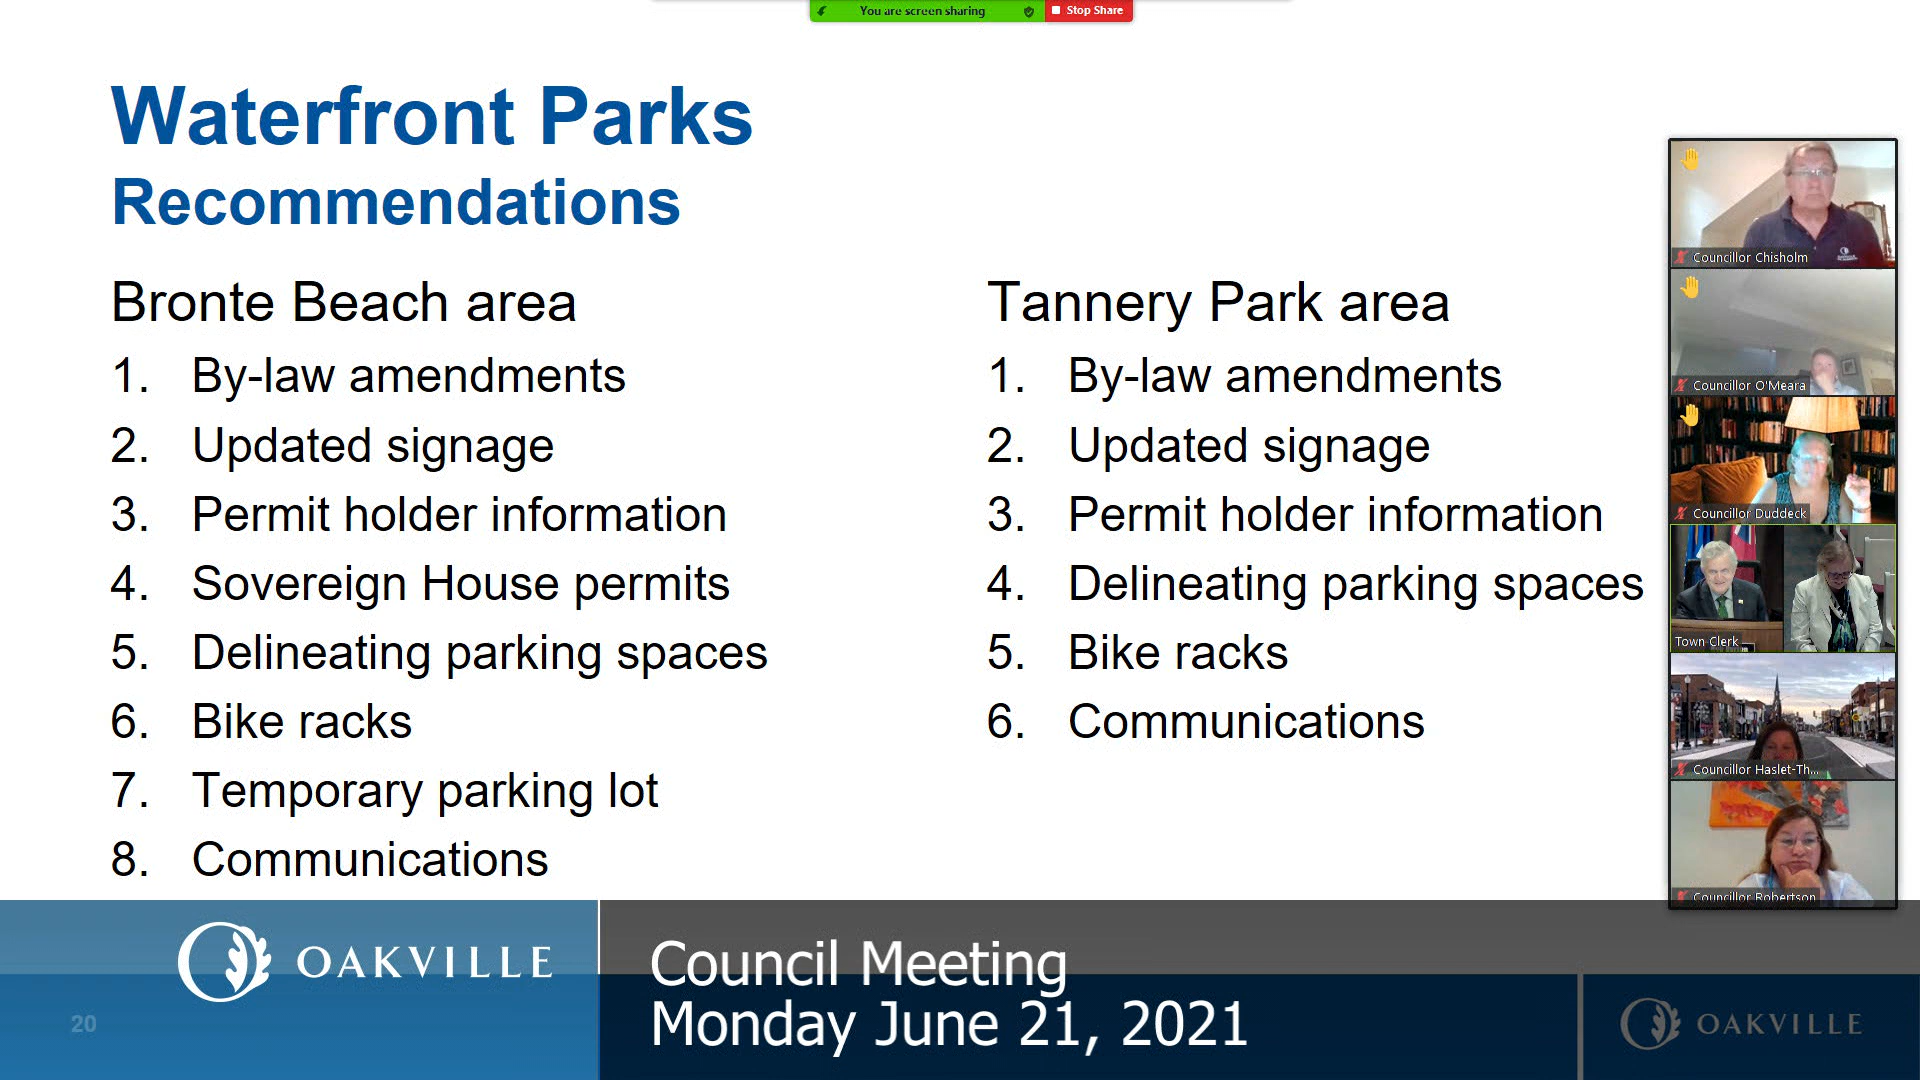 You are screen sharing
Stop Share
Waterfront Parks
Recommendations
Bronte Beach area
1. By-law amendments
2. Updated signage
3. Permit holder information
4. Sovereign House permits
5. Delineating parking spaces
6. Bike racks
7. Temporary parking lot
8. Communications
Tannery Park area
1. By-law amendments
2. Updated signage
3. Permit holder information
4. Delineating parking spaces
5. Bike racks
6. Communications
Councillor Chisholm
Councillor O'Meara
Councillor Duddeck
Town Clerk
Councillor Haslet-Th...
Councillor Robertson
OAKVILLE
20
Council Meeting
Monday June 21, 2021
OAKVILLE